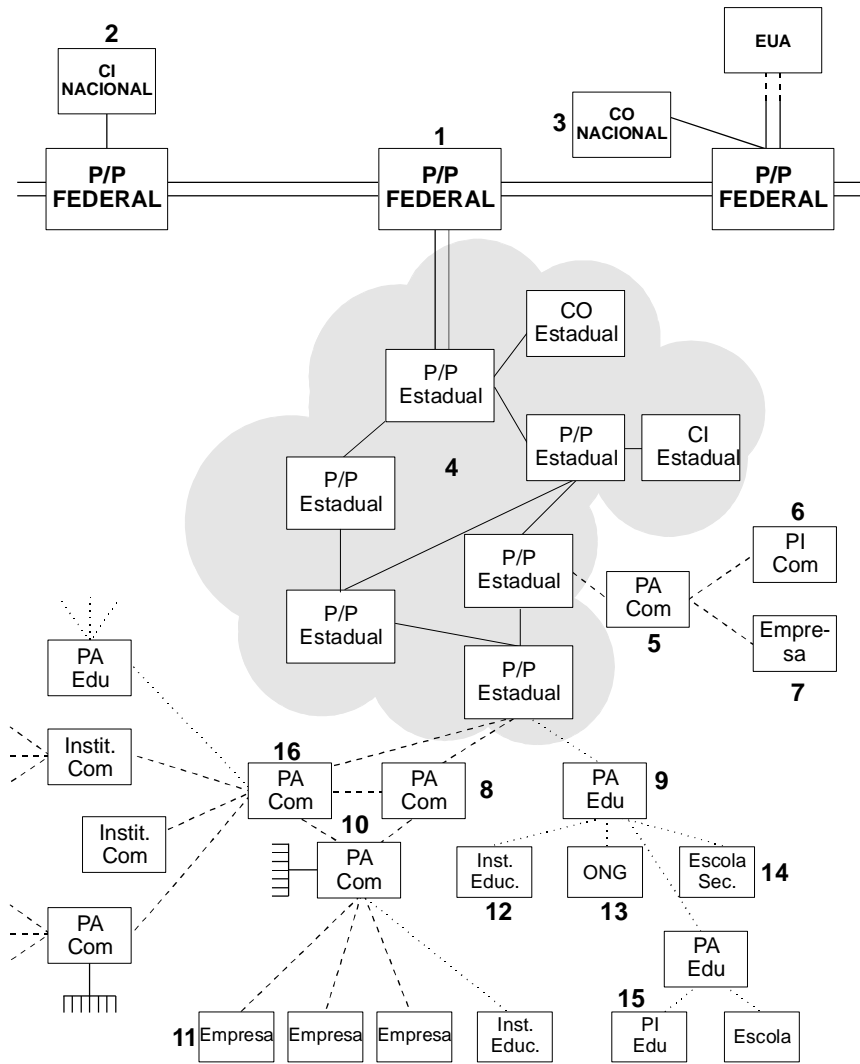 2
CI
NACIONAL
EUA
3
CO
NACIONAL
1
P/P
FEDERAL
P/P
FEDERAL
P/P
FEDERAL
CO
Estadual
P/P
Estadual
P/P
Estadual
CI
Estadual
4
P/P
Estadual
6
PI
Com
P/P
Estadual
PA
Com
5
P/P
Estadual
Empre-
sa
7
PA
Edu
P/P
Estadual
Instit.
Com
16
PA
Com
PA
Com
8
PA
Edu
9
Instit.
Com
10
PA
Com
Inst.
Educ.
12
ONG
13
Escola
Sec.
14
PA
Com
PA
Edu
15
11
Empresa
Empresa
Empresa
Inst.
Educ.
PI
Edu
Escola